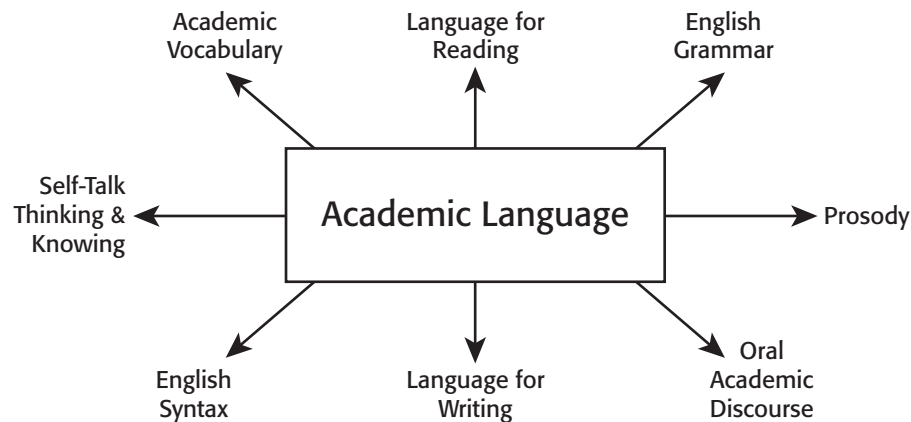 Academic
Vocabulary
Language for
Reading
English
Grammar
Self-Talk
Thinking &
Knowing
Academic Language
Prosody
English
Syntax
Language for
Writing
Oral
Academic
Discourse